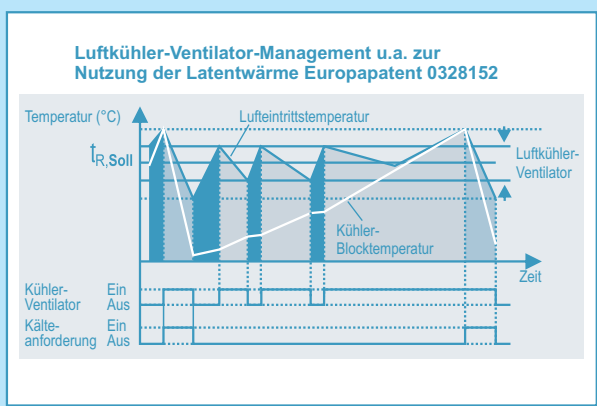 Luftkühler-Ventilator-Management u.a. zur
Nutzung der Latentwärme Europapatent 0328152
Temperatur (°C)
Lufteintrittstemperatur
tR,Soll
Luftkühler-
Ventilator
Kühler-
Blocktemperatur
Zeit
Kühler- Ein
Ventilator Aus
Kälte- Ein
anforderung Aus